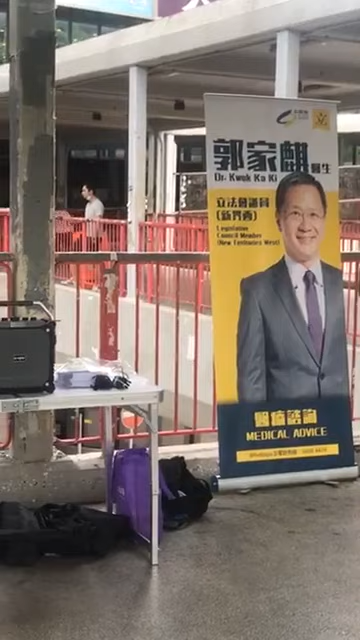 郭家麒醫生
Dr. Kwok Ka Ki
立法會議員
(新界西)
Legislative
Council Member
(New Territories West)
醫療諮詢
MEDICAL ADVICE